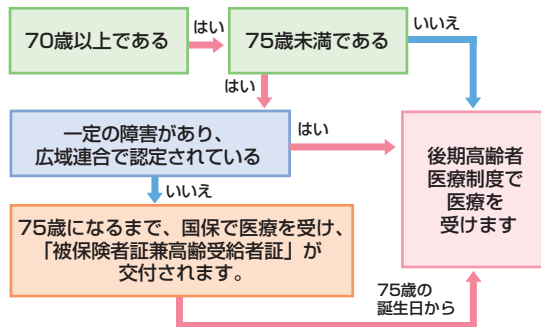 70歳以上である
はい
75歳未満である
いいえ
はい
一定の障害があり、
広域連合で認定されている
はい
後期高齢者
医療制度で
医療を
受けます
いいえ
75歳になるまで、国保で医療を受け、
「被保険者証兼高齢受給者証」が
交付されます。
75歳の
誕生日から